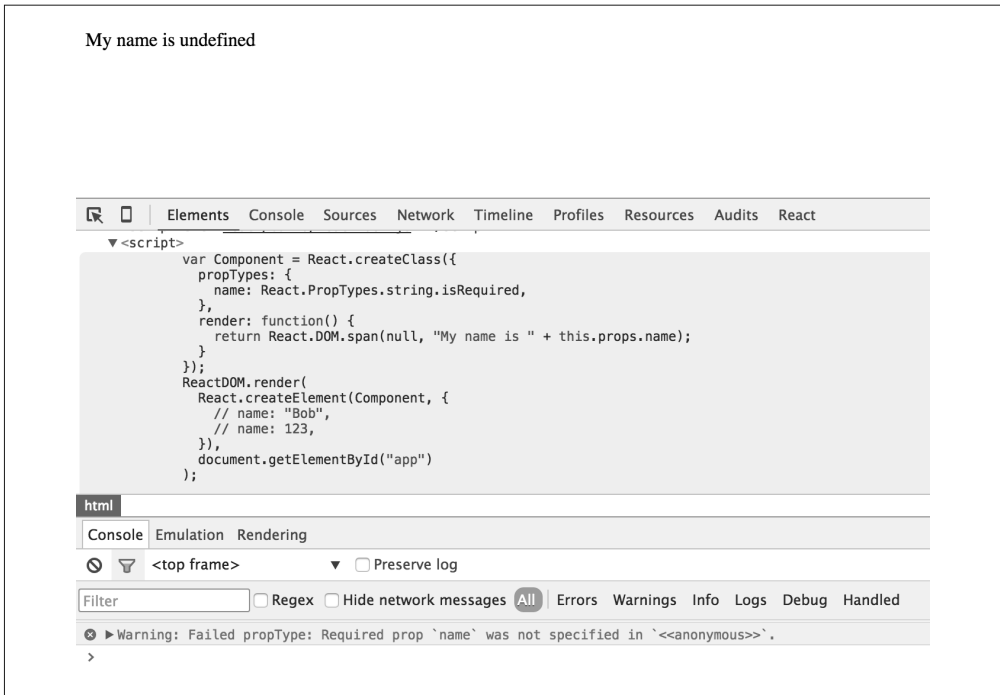 My name is undefined
Elements Console Sources Network Timeline Profiles Resources Audits React
▼<script>
var Component = React.createClass({
propTypes: {
name: React.PropTypes.string.isRequired,
},
render: function() {
return React.DOM.span(null, "My name is " + this.props.name);
}
});
ReactDOM.render(
React.createElement(Component, {
// name: "Bob",
// name: 123,
}),
document.getElementById("app")
);
html
Console Emulation Rendering
<top frame> ▼ Preserve log
Filter Regex Hide network messages All Errors Warnings Info Logs Debug Handled
▶Warning: Failed propType: Required prop `name` was not specified in `<<anonymous>>`.
>